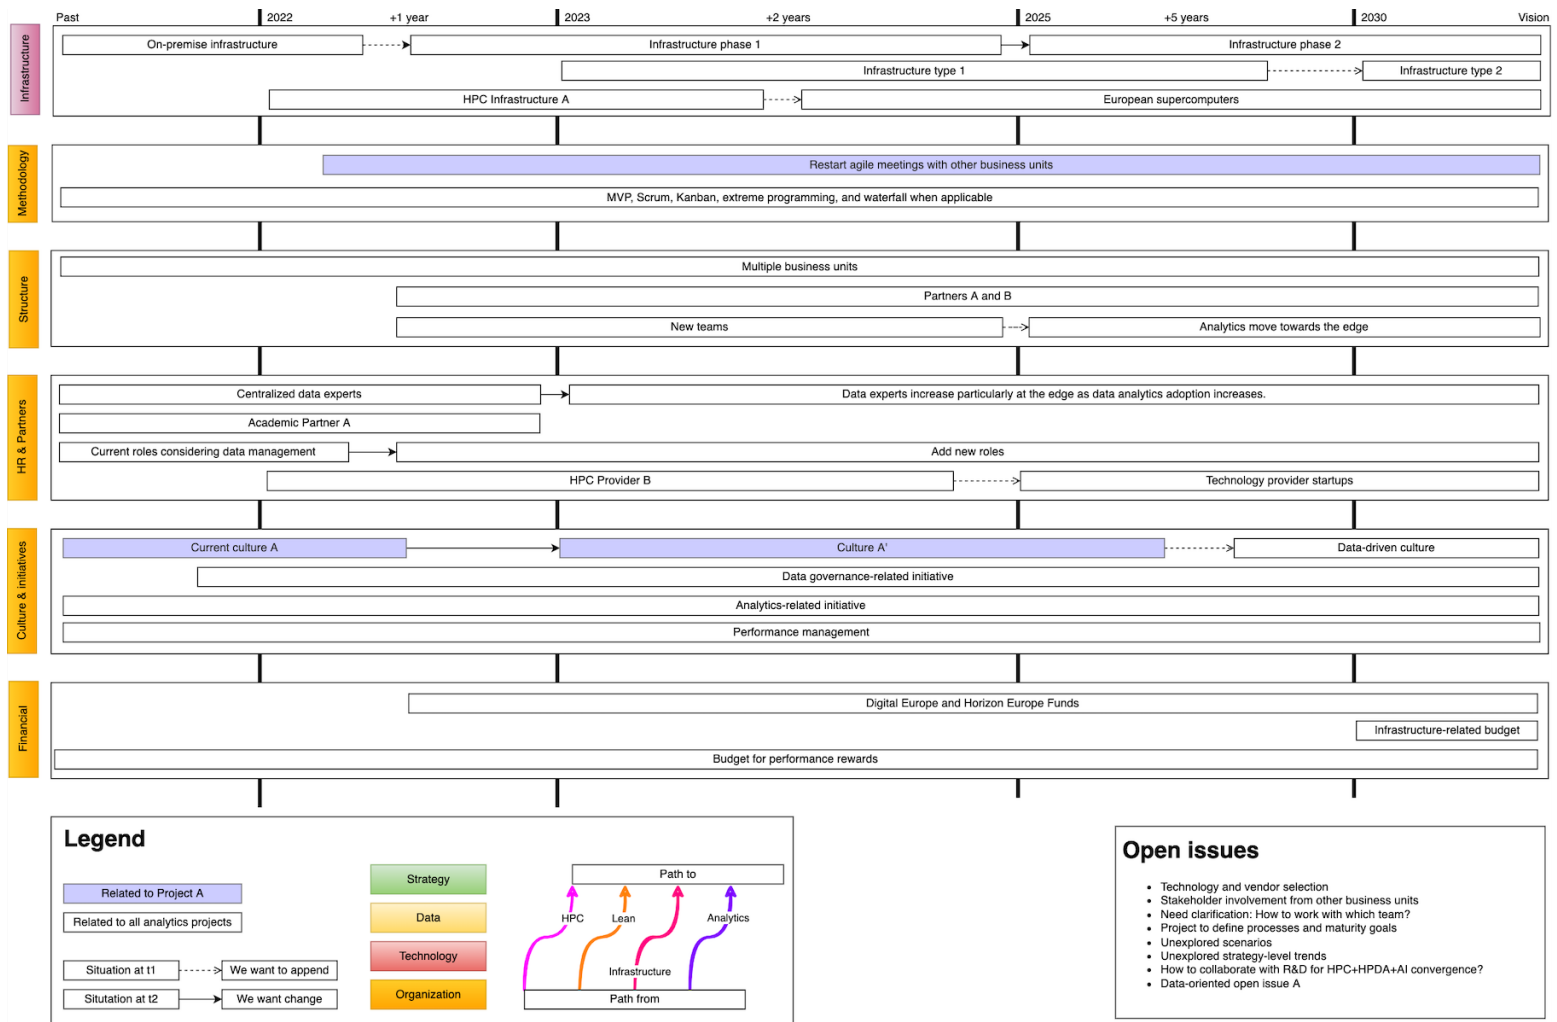 Past 2022 +1 year 2023 +2 years 2025 +5 years 2030 Vision
Infrastructure
On-premise infrastructure Infrastructure phase 1 Infrastructure phase 2
Infrastructure type 1 Infrastructure type 2
HPC Infrastructure A European supercomputers
Methodology
Restart agile meetings with other business units
MVP, Scrum, Kanban, extreme programming, and waterfall when applicable
Structure
Multiple business units
Partners A and B
New teams Analytics move towards the edge
HR & Partners
Centralized data experts Data experts increase particularly at the edge as data analytics adoption increases.
Academic Partner A
Current roles considering data management Add new roles
HPC Provider B Technology provider startups
Culture & initiatives
Current culture A Culture A' Data-driven culture
Data governance-related initiative
Analytics-related initiative
Performance management
Financial
Digital Europe and Horizon Europe Funds
Infrastructure-related budget
Budget for performance rewards
Legend
Related to Project A
Related to all analytics projects
Situation at t1 We want to append
Situtation at t2 We want change
Strategy
Data
Technology
Organization
Path to
HPC Lean Analytics
Infrastructure
Path from
Open issues
• Technology and vendor selection
• Stakeholder involvement from other business units
• Need clarification: How to work with which team?
• Project to define processes and maturity goals
• Unexplored scenarios
• Unexplored strategy-level trends
• How to collaborate with R&D for HPC+HPDA+AI convergence?
• Data-oriented open issue A